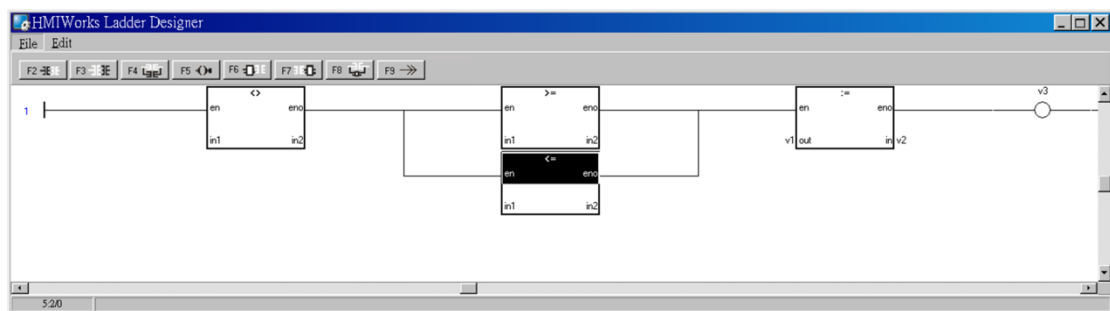 HMIWorks Ladder Designer
File Edit
F2 F3 F4 F5 F6 F7 F8 F9
<> >= := v3
1 en eno en eno en eno
in1 in2 in1 in2 v1 out in v2
<=
en eno
in1 in2
5:2/0